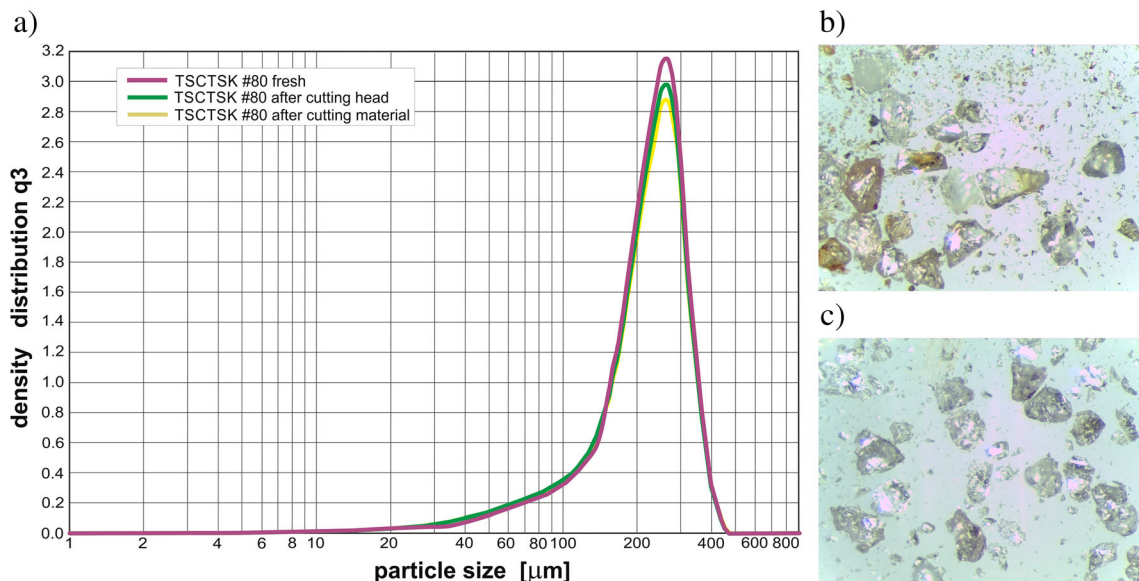 a)
3.2
3.0
2.8
2.6
2.4
2.2
2.0
1.8
1.6
1.4
1.2
1.0
0.8
0.6
0.4
0.2
0.0
density distribution q3
TSCTSK #80 fresh
TSCTSK #80 after cutting head
TSCTSK #80 after cutting material
1 2 4 6 8 10 20 40 60 80 100 200 400 600 800
particle size [µm]
b)
c)